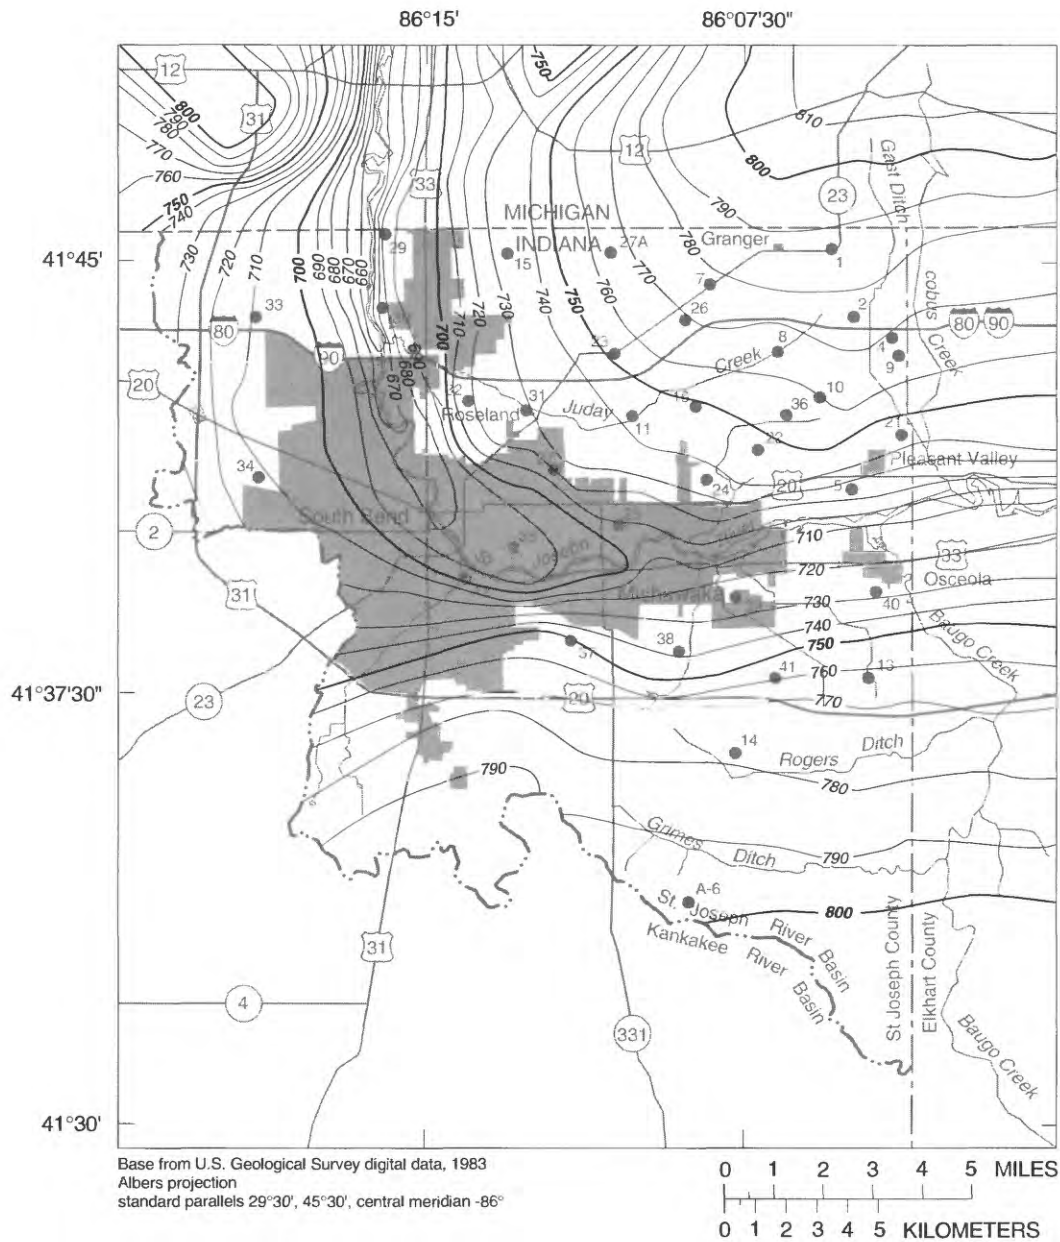 86°15' 86°07'30"
12
31
800
790
780
770
760
750
740
730
720
710
700
690
680
670
660
33
750
12
810
800
790
780
770
760
750
740
730
720
710
700
Gast Ditch
23
MICHIGAN
INDIANA
Granger
41°45'
29
15
27A
1
7
26
2
33
80
90
80 90
23
8
4
9
cobus
Creek
Creek
20
680
670
32
Roseland
31
Juday
11
36
10
21
Pleasant Valley
34
24
20
5
South Bend
2
710
720
33
Osceola
Joseph
Mishawaka
31
730
740
750
760
770
40
Baugo Creek
38
37
41
13
41°37'30"
23
20
14
Rogers Ditch
790
780
Grimes
Ditch
790
A-6
800
St. Joseph River Basin
Kankakee River Basin
St Joseph County
Elkhart County
31
4
331
Baugo Creek
41°30'
Base from U.S. Geological Survey digital data, 1983
Albers projection
standard parallels 29°30', 45°30', central meridian -86°
0 1 2 3 4 5 MILES
0 1 2 3 4 5 KILOMETERS